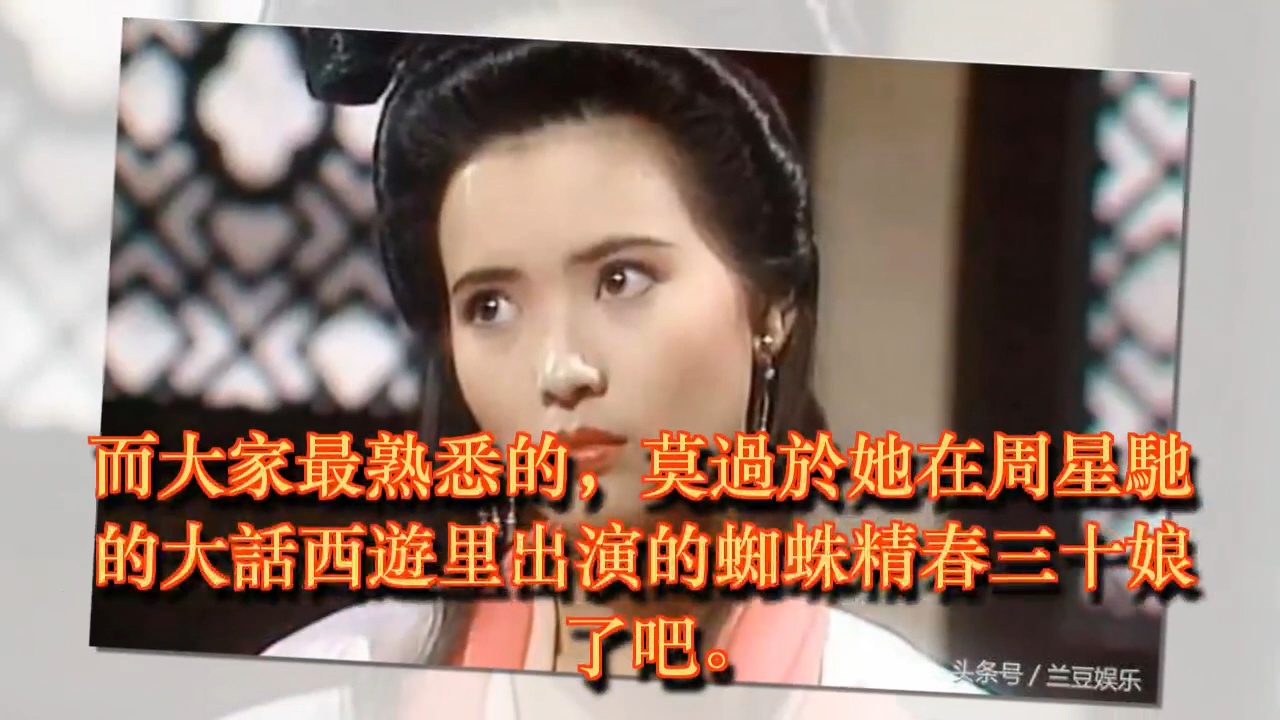 而大家最熟悉的，莫過於她在周星馳
的大話西遊里出演的蜘蛛精春三十娘
了吧。
头条号 / 兰豆娱乐